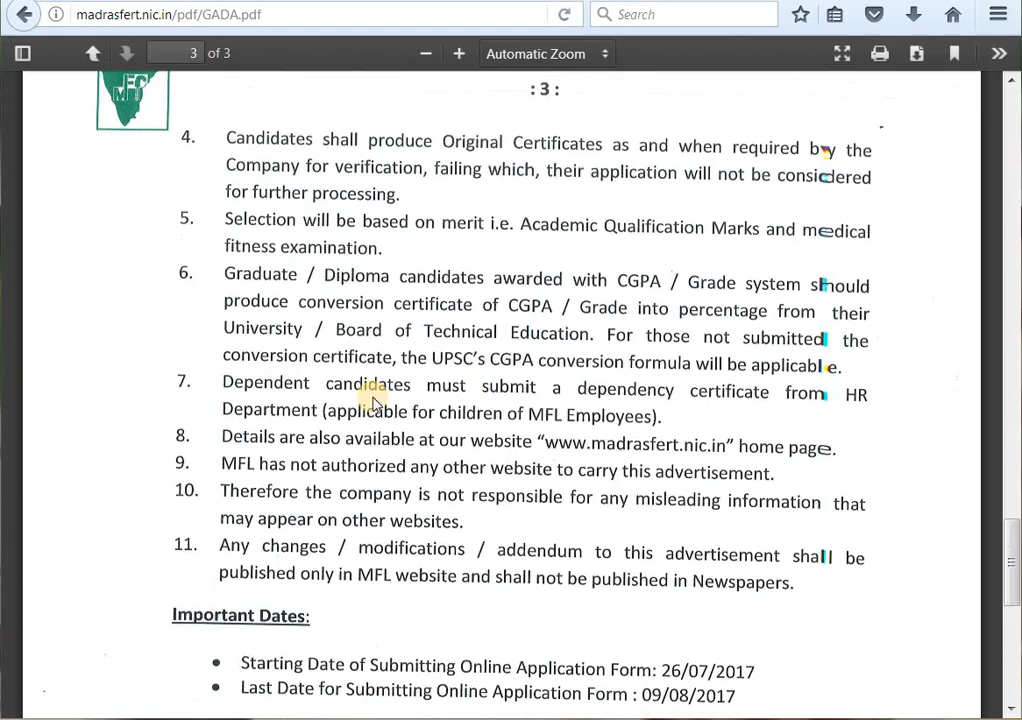 madrasfert.nic.in/pdf/GADA.pdf
Search
3 of 3
Automatic Zoom
MFL
: 3 :
4. Candidates shall produce Original Certificates as and when required by the
Company for verification, failing which, their application will not be considered
for further processing.
5. Selection will be based on merit i.e. Academic Qualification Marks and medical
fitness examination.
6. Graduate / Diploma candidates awarded with CGPA / Grade system should
produce conversion certificate of CGPA / Grade into percentage from their
University / Board of Technical Education. For those not submitted the
conversion certificate, the UPSC's CGPA conversion formula will be applicable.
7. Dependent candidates must submit a dependency certificate from HR
Department (applicable for children of MFL Employees).
8. Details are also available at our website "www.madrasfert.nic.in" home page.
9. MFL has not authorized any other website to carry this advertisement.
10. Therefore the company is not responsible for any misleading information that
may appear on other websites.
11. Any changes / modifications / addendum to this advertisement shall be
published only in MFL website and shall not be published in Newspapers.
Important Dates:
• Starting Date of Submitting Online Application Form: 26/07/2017
• Last Date for Submitting Online Application Form : 09/08/2017